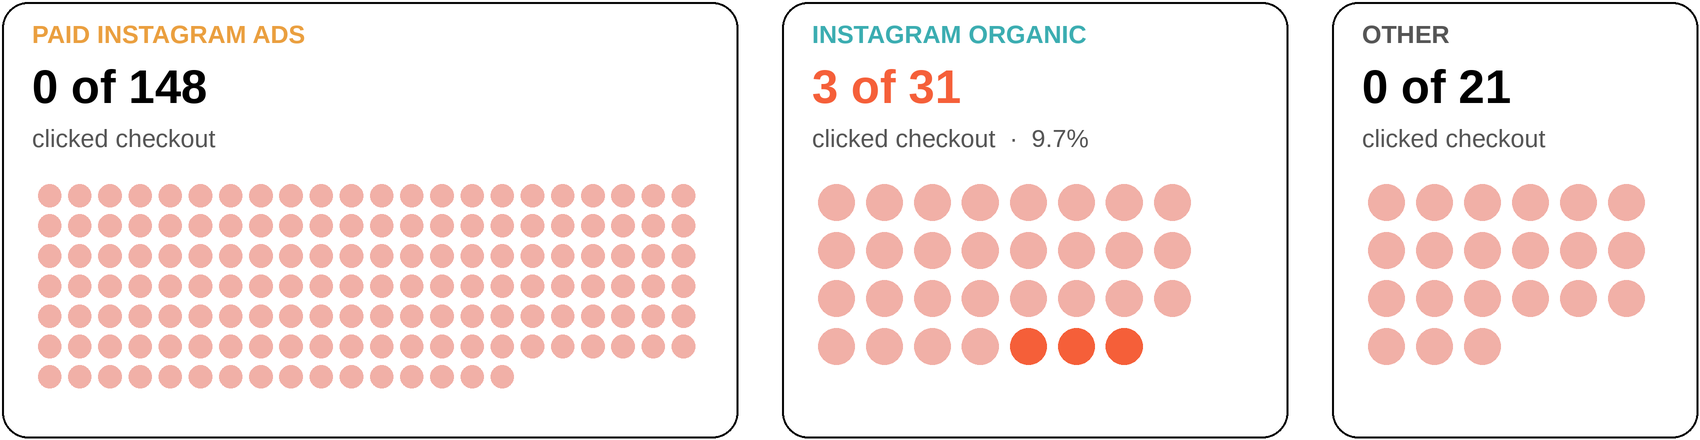 PAID INSTAGRAM ADS
0 of 148
clicked checkout
INSTAGRAM ORGANIC
3 of 31
clicked checkout · 9.7%
OTHER
0 of 21
clicked checkout